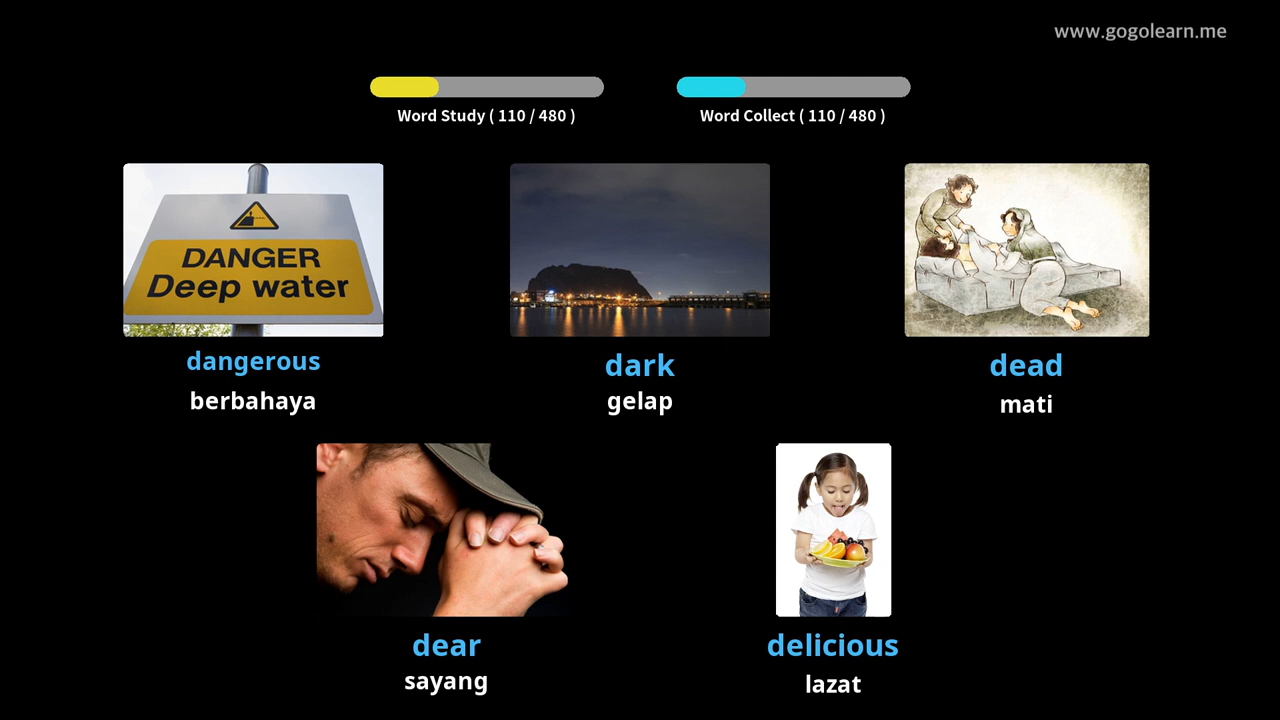 www.gogolearn.me
Word Study ( 110 / 480 )
Word Collect ( 110 / 480 )
DANGER
Deep water
dangerous
berbahaya
dark
gelap
dead
mati
dear
sayang
delicious
lazat